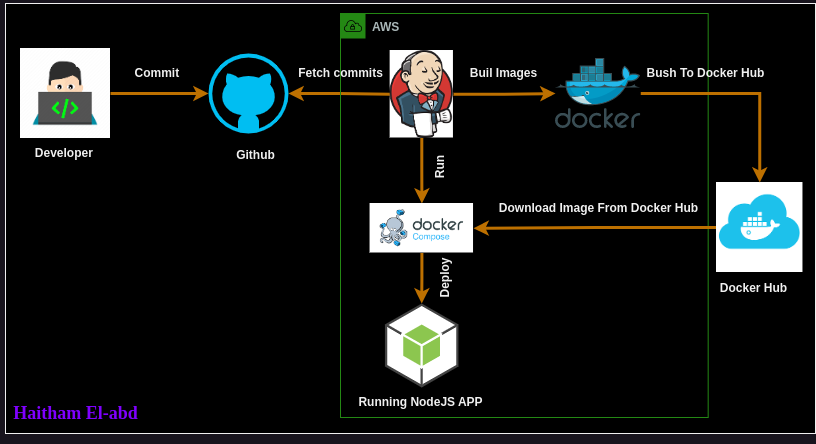 AWS
Commit
Fetch commits
Buil Images
Bush To Docker Hub
docker
Developer
Github
Run
docker
Compose
Download Image From Docker Hub
Deploy
Docker Hub
Running NodeJS APP
Haitham El-abd